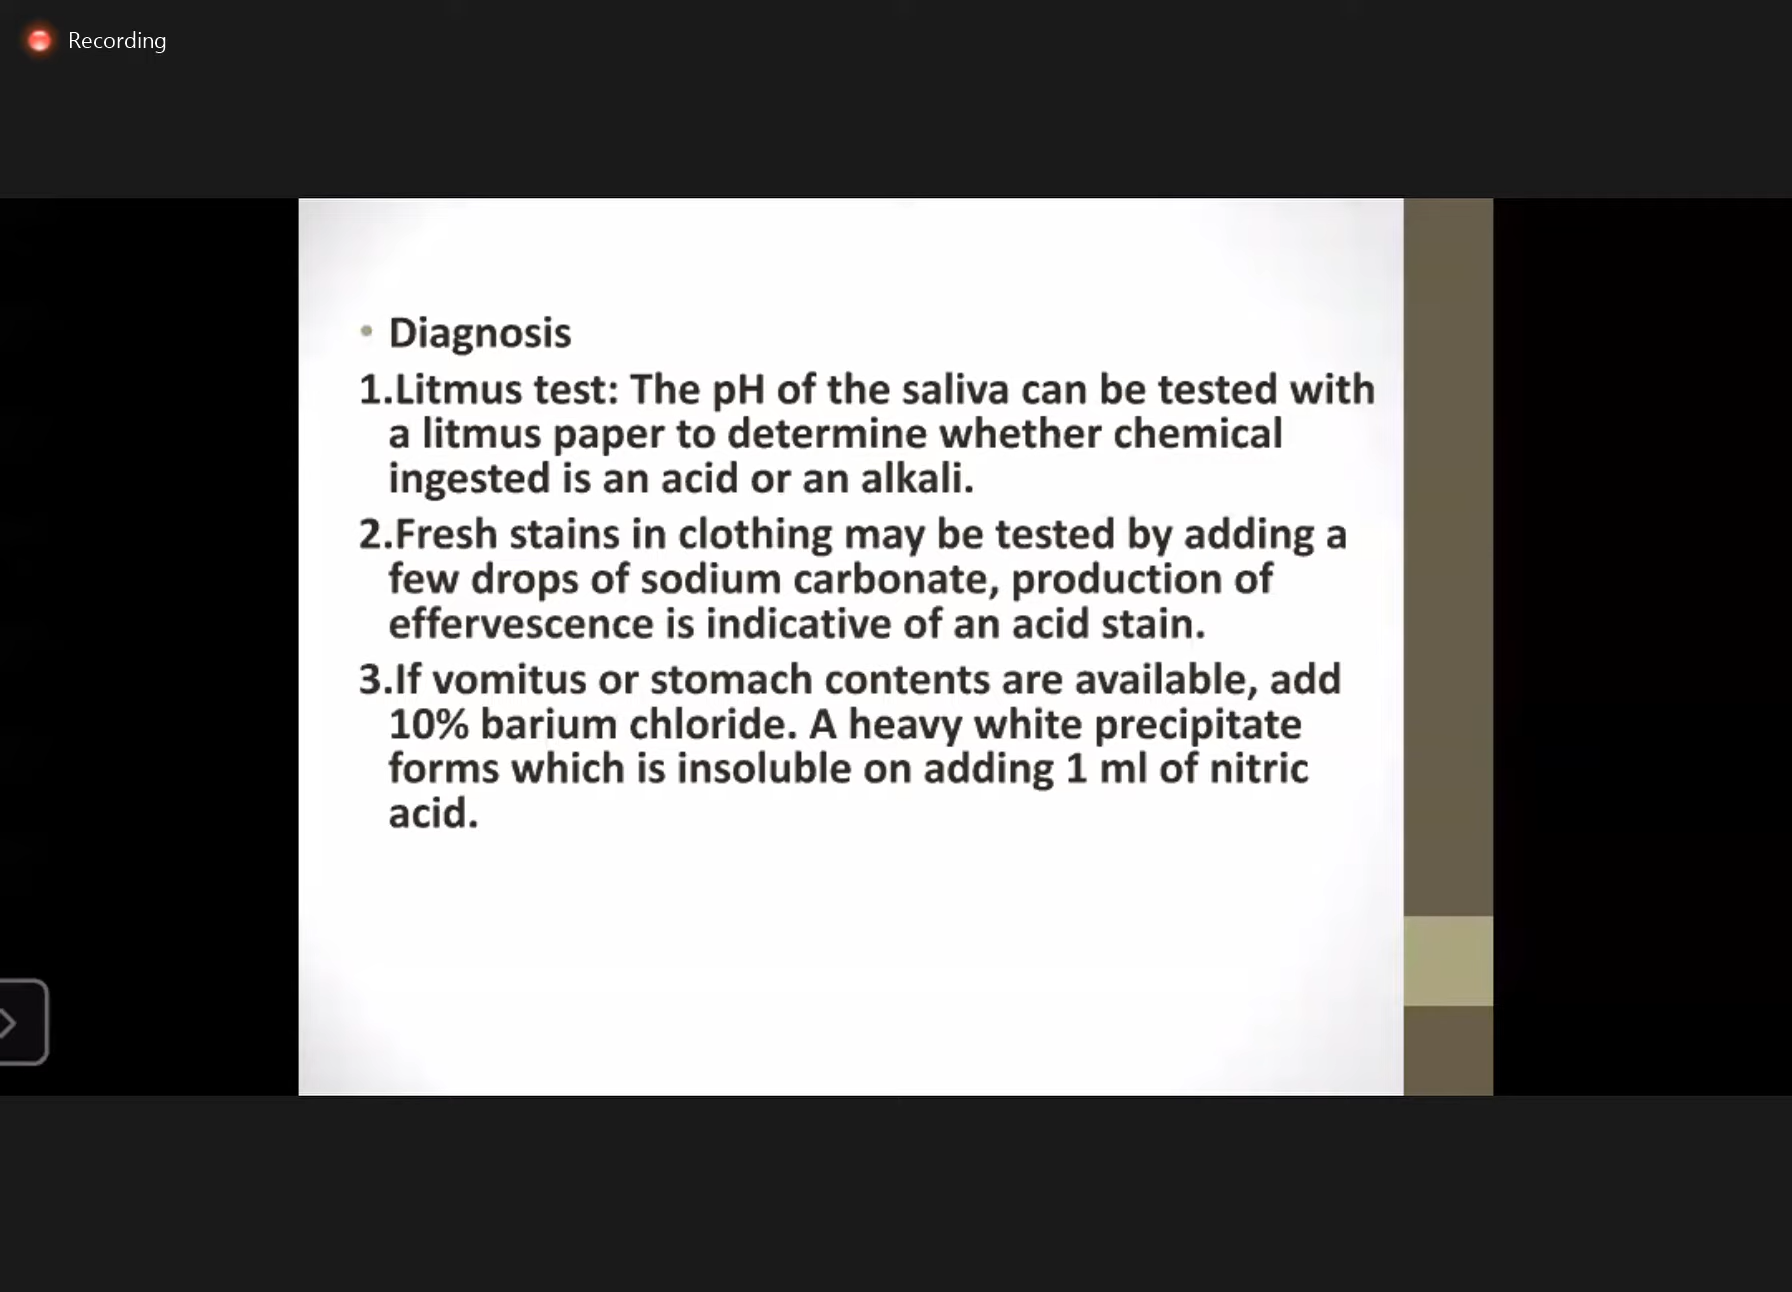 Recording
• Diagnosis
1.Litmus test: The pH of the saliva can be tested with
a litmus paper to determine whether chemical
ingested is an acid or an alkali.
2.Fresh stains in clothing may be tested by adding a
few drops of sodium carbonate, production of
effervescence is indicative of an acid stain.
3.If vomitus or stomach contents are available, add
10% barium chloride. A heavy white precipitate
forms which is insoluble on adding 1 ml of nitric
acid.